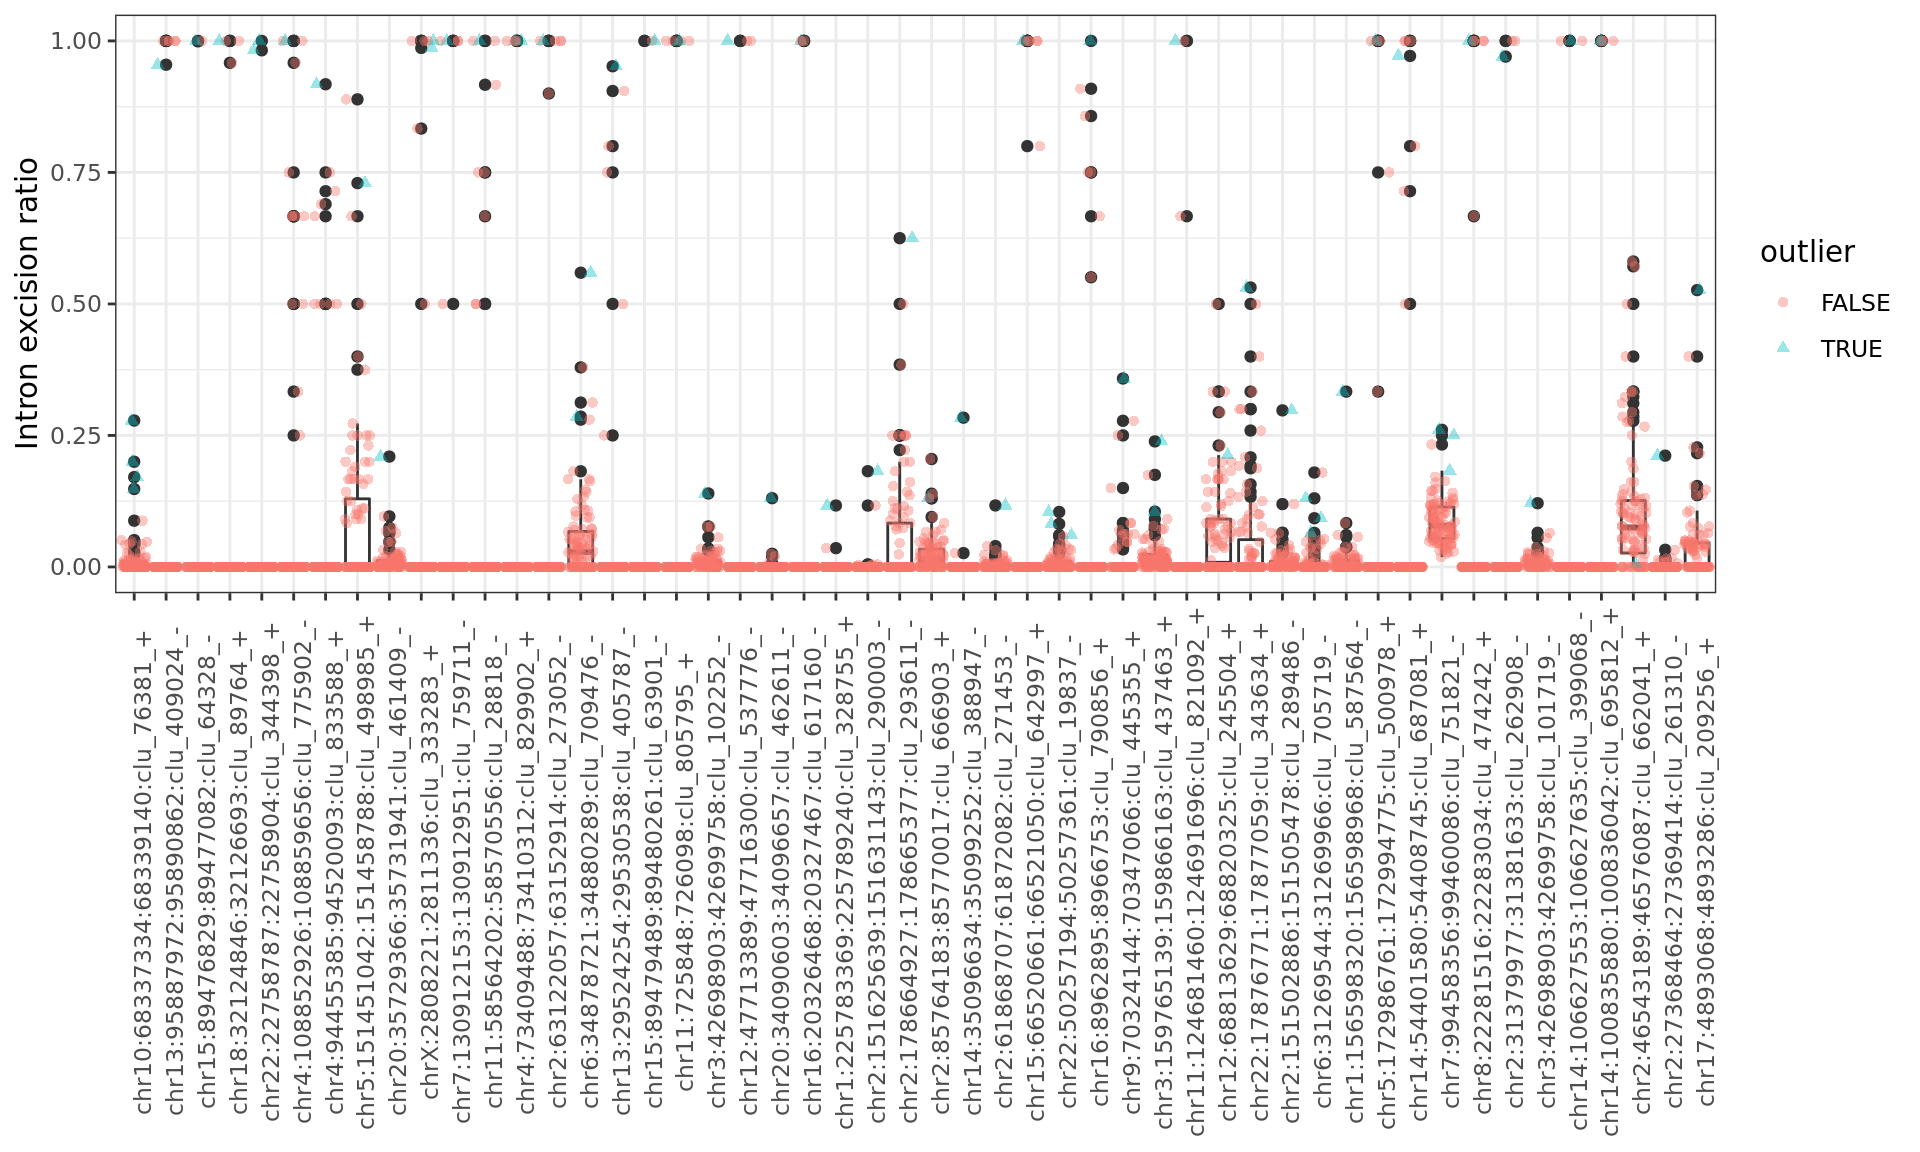 Intron excision ratio
1.00
0.75
0.50
0.25
0.00
outlier
FALSE
TRUE
chr10:68337334:68339140:clu_76381_+
chr13:95887972:95890862:clu_409024_-
chr15:89476829:89477082:clu_64328_-
chr18:32124846:32126693:clu_89764_+
chr22:22758787:22758904:clu_344398_+
chr4:108852926:108859656:clu_775902_-
chr4:94455385:94520093:clu_833588_+
chr5:151451042:151458788:clu_498985_+
chr20:35729366:35731941:clu_461409_-
chrX:2808221:2811336:clu_333283_+
chr7:130912153:130912951:clu_759711_-
chr11:58564202:58570556:clu_28818_-
chr4:7340948​8:73410312:clu_829902_+
chr2:63122057:63152914:clu_273052_-
chr6:34878721:34880289:clu_709476_-
chr13:29524254:29530538:clu_405787_-
chr15:89479489:89480261:clu_63901_-
chr11:725848:726098:clu_8057195_+
chr3:42698903:42699758:clu_102252_-
chr12:47713389:47716300:clu_537776_-
chr20:34090603:34096657:clu_462611_-
chr16:20326468:20327467:clu_617160_-
chr1:225783369:225789240:clu_328755_+
chr2:151625639:151631143:clu_290003_-
chr2:178664927:178665377:clu_293611_-
chr2:85764183:85770017:clu_666903_+
chr14:35096634:35099252:clu_388947_-
chr2:61868707:61872082:clu_271453_-
chr15:66520661:66521050:clu_642997_+
chr22:50257194:50257361:clu_19837_-
chr16:89662895:89666753:clu_790856_+
chr9:70324144:70347066:clu_445355_+
chr3:159765139:159866163:clu_437463_+
chr11:124681460:124691696:clu_821092_+
chr12:68813629:68820325:clu_245504_+
chr22:17876771:17877059:clu_343634_+
chr2:151502886:151505478:clu_289486_-
chr6:31269544:31269966:clu_705719_-
chr1:156598320:156598968:clu_587564_-
chr5:172986761:172994775:clu_500978_+
chr14:54401580:54408745:clu_687081_+
chr7:99458356:99460086:clu_751821_-
chr8:22281516:22283034:clu_474242_+
chr2:31379977:31381633:clu_262908_-
chr3:42698903:42699758:clu_101719_-
chr14:106627553:106627635:clu_399068_-
chr14:100835880:100836042:clu_695812_+
chr2:46543189:46576087:clu_662041_+
chr2:27368464:27369414:clu_261310_-
chr17:48930688:48932​86:clu_209256_+